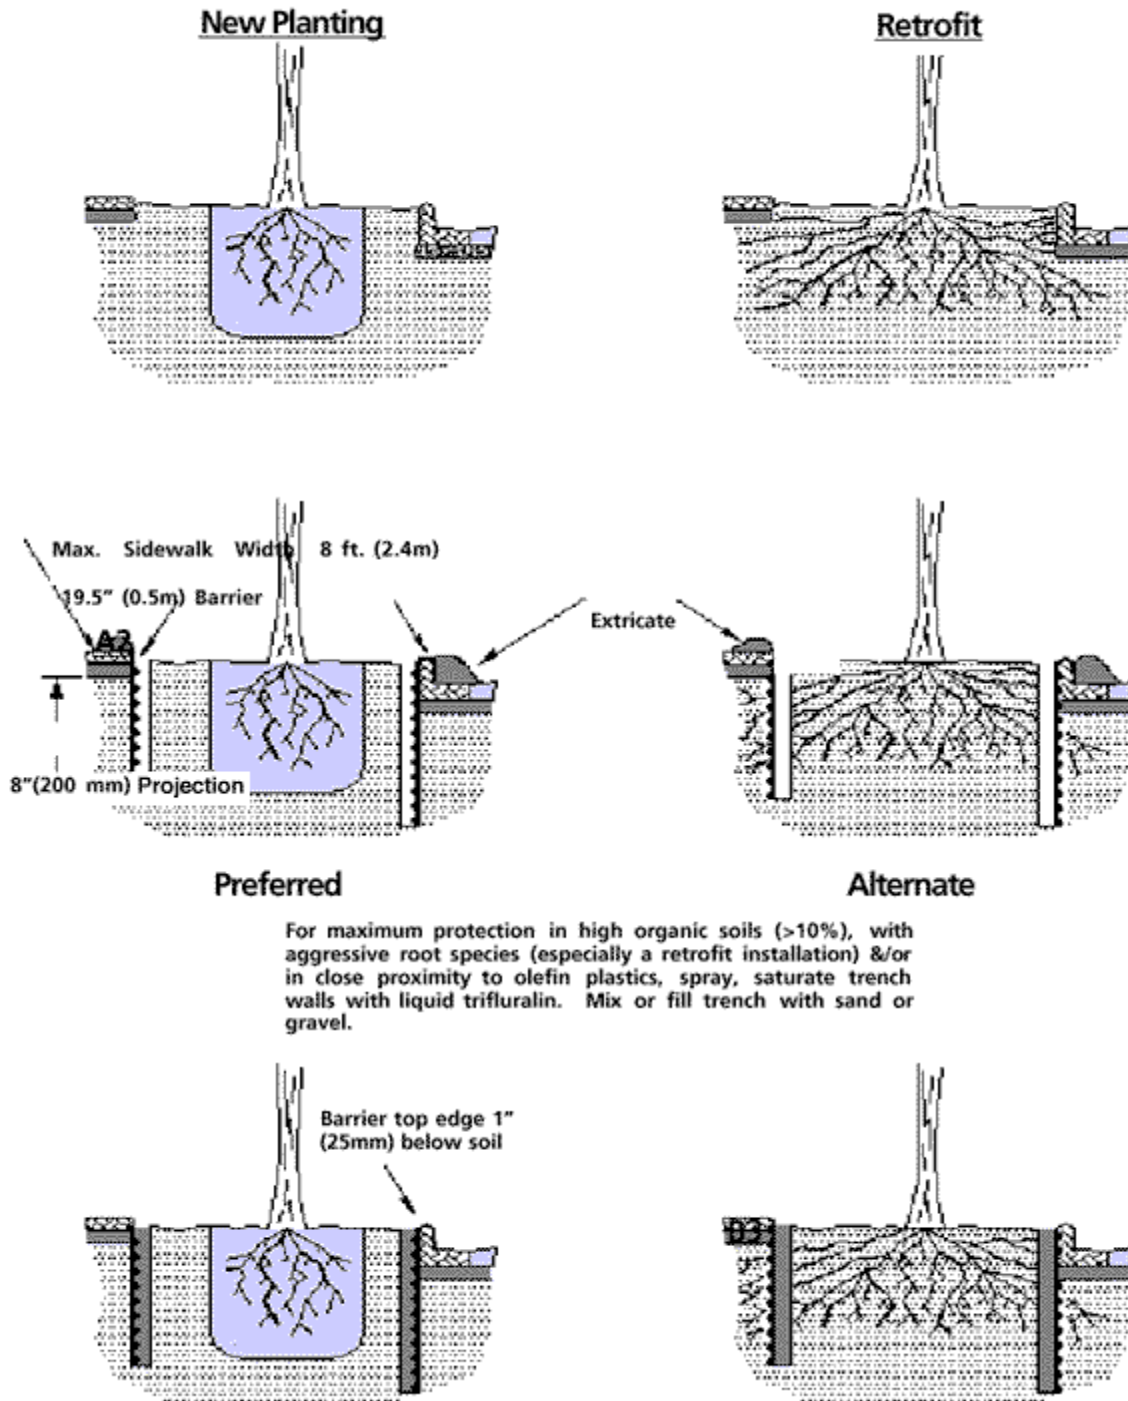 New Planting
Retrofit
Max. Sidewalk Width 8 ft. (2.4m)
19.5" (0.5m) Barrier
Extricate
A2
8"(200 mm) Projection
Preferred
Alternate
For maximum protection in high organic soils (>10%), with
aggressive root species (especially a retrofit installation) &/or
in close proximity to olefin plastics, spray, saturate trench
walls with liquid trifluralin. Mix or fill trench with sand or
gravel.
Barrier top edge 1"
(25mm) below soil